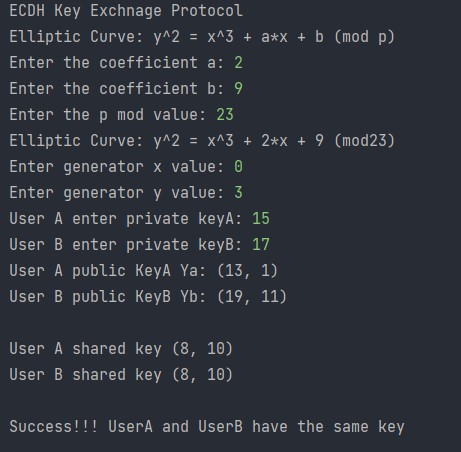 ECDH Key Exchnage Protocol
Elliptic Curve: y^2 = x^3 + a*x + b (mod p)
Enter the coefficient a: 2
Enter the coefficient b: 9
Enter the p mod value: 23
Elliptic Curve: y^2 = x^3 + 2*x + 9 (mod23)
Enter generator x value: 0
Enter generator y value: 3
User A enter private keyA: 15
User B enter private keyB: 17
User A public KeyA Ya: (13, 1)
User B public KeyB Yb: (19, 11)
User A shared key (8, 10)
User B shared key (8, 10)
Success!!! UserA and UserB have the same key